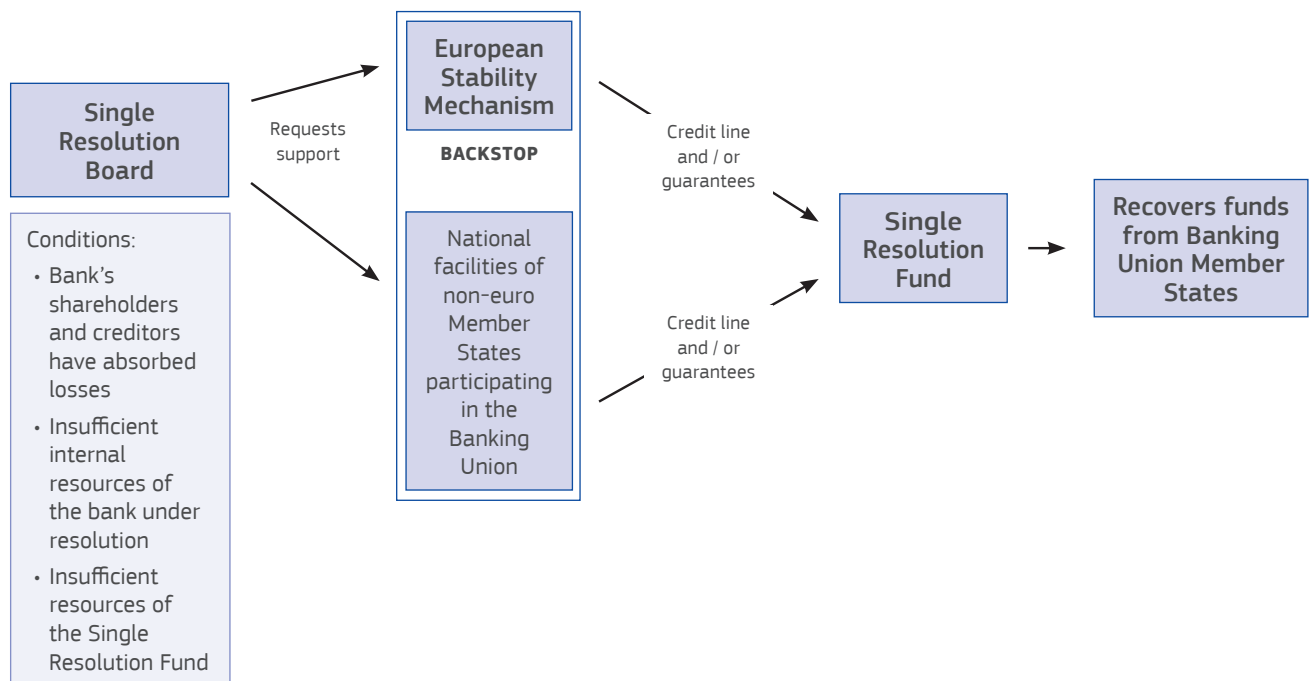 Single
Resolution
Board
Conditions:
• Bank's
shareholders
and creditors
have absorbed
losses
• Insufficient
internal
resources of
the bank under
resolution
• Insufficient
resources of
the Single
Resolution Fund
Requests
support
European
Stability
Mechanism
BACKSTOP
National
facilities of
non-euro
Member
States
participating
in the
Banking
Union
Credit line
and / or
guarantees
Credit line
and / or
guarantees
Single
Resolution
Fund
Recovers funds
from Banking
Union Member
States